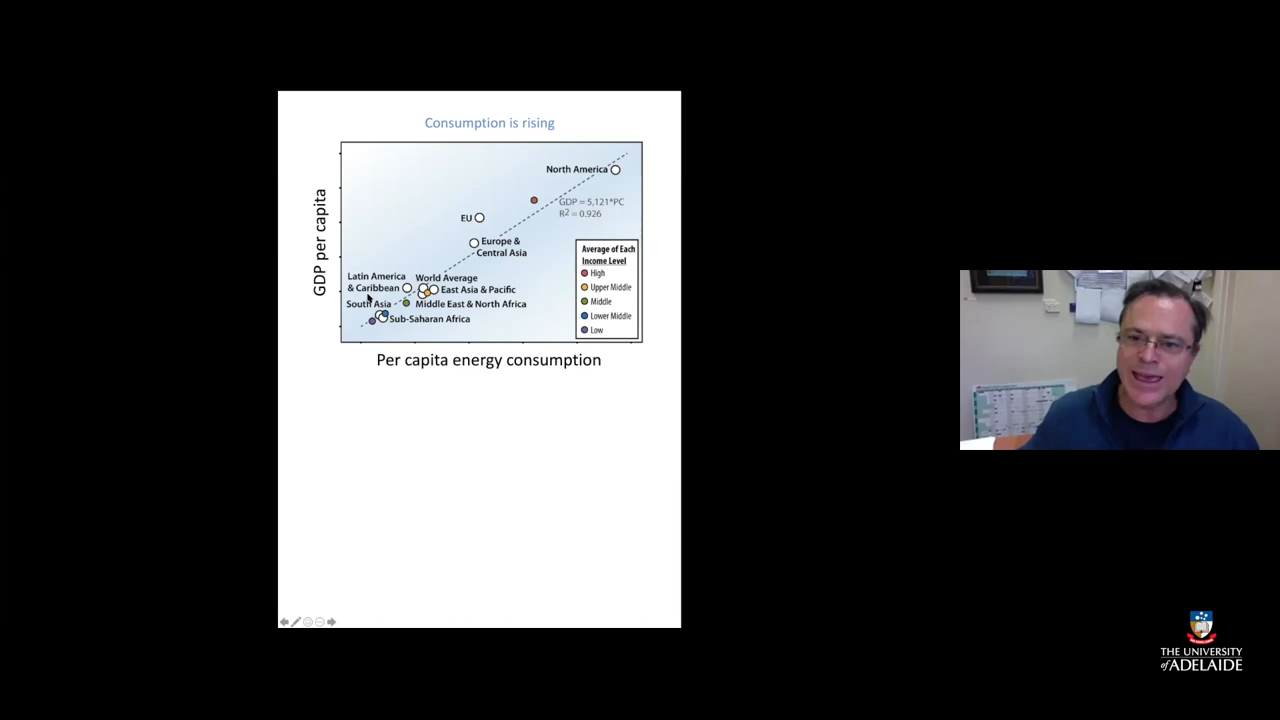 Consumption is rising
GDP per capita
North America
GDP = 5,121*PC
R2 = 0.926
EU
Europe &
Central Asia
Average of Each
Income Level
High
Upper Middle
Middle
Lower Middle
Low
Latin America
& Caribbean
World Average
East Asia & Pacific
South Asia
Middle East & North Africa
Sub-Saharan Africa
Per capita energy consumption
THE UNIVERSITY
of ADELAIDE